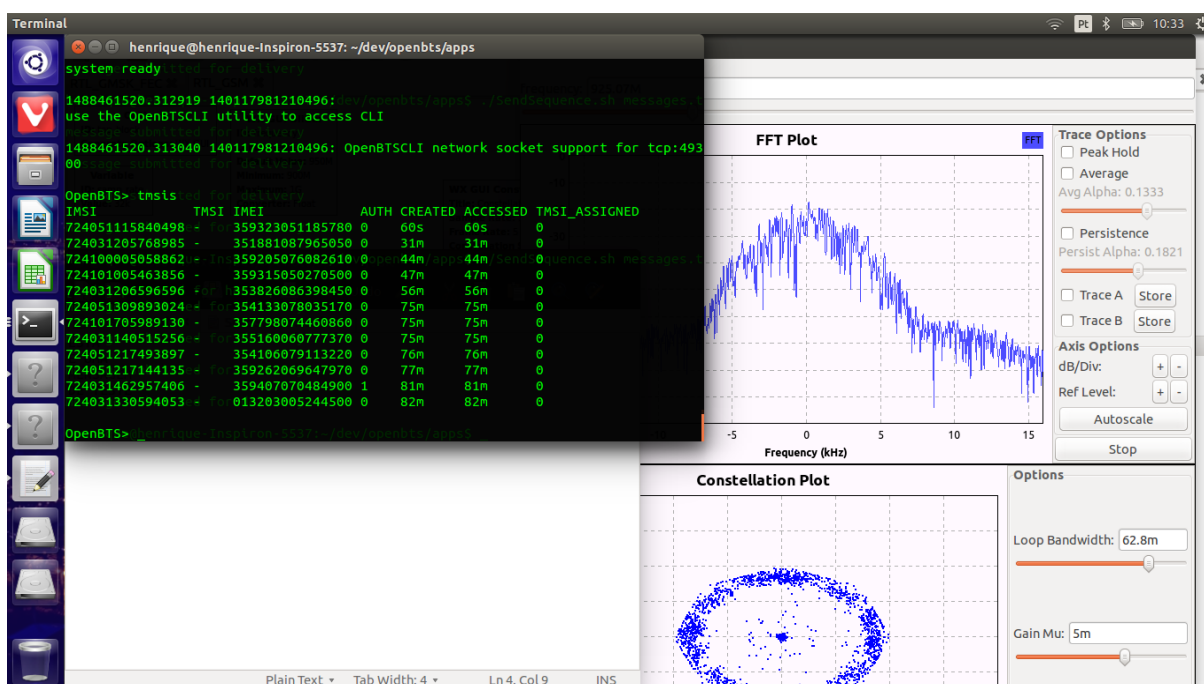 Terminal
Pt
10:33
henrique@henrique-Inspiron-5537: ~/dev/openbts/apps
system ready
1488461520.312919 140117981210496:
use the OpenBTSCLI utility to access CLI
1488461520.313040 140117981210496: OpenBTSCLI network socket support for tcp:493
00
OpenBTS> tmsis
IMSI TMSI IMEI AUTH CREATED ACCESSED TMSI_ASSIGNED
724051115840498 - 359323051185780 0 60s 60s 0
724031205768985 - 351881087965050 0 31m 31m 0
724100005058862 - 359205076082610 0 44m 44m 0
724101005463856 - 359315050270500 0 47m 47m 0
724031206596596 - 353826086398450 0 56m 56m 0
724051309893024 - 354133078035170 0 75m 75m 0
724101705989130 - 357798074460860 0 75m 75m 0
724031140515256 - 355160060777370 0 75m 75m 0
724051217493897 - 354106079113220 0 76m 76m 0
724051217144135 - 359262069647970 0 77m 77m 0
724031462957406 - 359407070484900 1 81m 81m 0
724031330594053 - 013203005244500 0 82m 82m 0
OpenBTS> _
FFT Plot
FFT
-5 0 5 10 15
Frequency (kHz)
Trace Options
Peak Hold
Average
Avg Alpha: 0.1333
Persistence
Persist Alpha: 0.1821
Trace A Store
Trace B Store
Axis Options
dB/Div: + -
Ref Level: + -
Autoscale
Stop
Constellation Plot
Options
Loop Bandwidth: 62.8m
Gain Mu: 5m
Plain Text Tab Width: 4 Ln 4, Col 9 INS